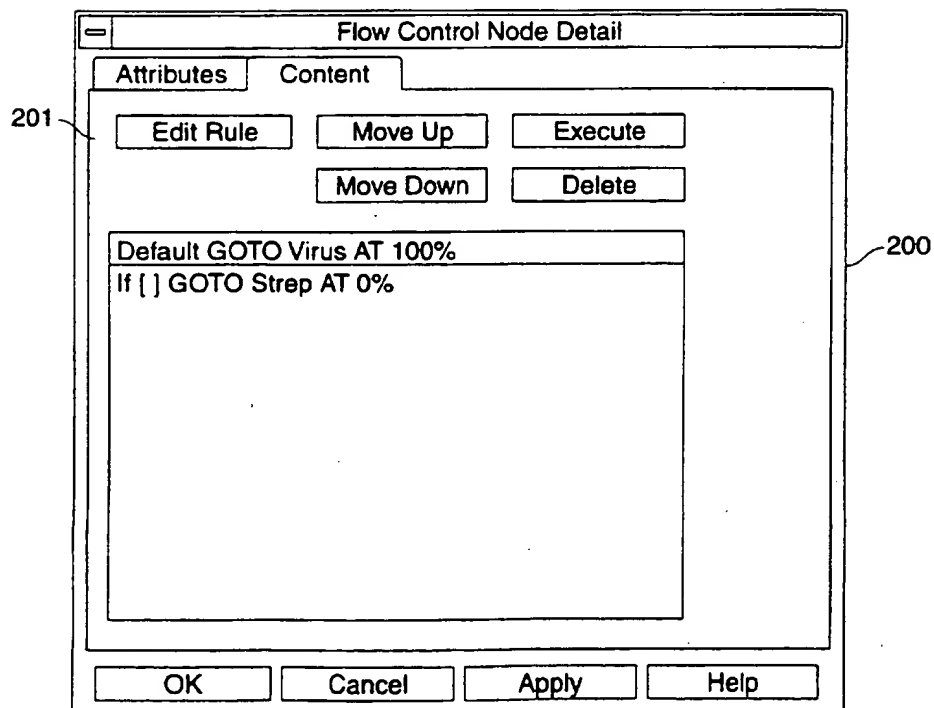 Flow Control Node Detail
Attributes Content
201
Edit Rule Move Up Execute
Move Down Delete
Default GOTO Virus AT 100%
200
If [ ] GOTO Strep AT 0%
OK Cancel Apply Help